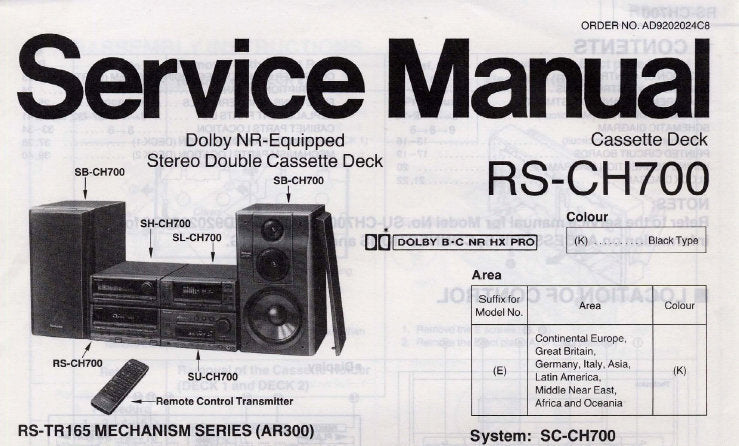 ORDER NO. AD9202024C8
Service Manual
Dolby NR-Equipped
Stereo Double Cassette Deck
Cassette Deck
RS-CH700
SB-CH700
SB-CH700
SH-CH700
SL-CH700
RS-CH700
SU-CH700
Remote Control Transmitter
DOLBY B·C NR HX PRO
Colour
(K) .......... Black Type
Area
Suffix for Model No. Area Colour
(E) Continental Europe, Great Britain, Germany, Italy, Asia, Latin America, Middle Near East, Africa and Oceania (K)
RS-TR165 MECHANISM SERIES (AR300)
System: SC-CH700